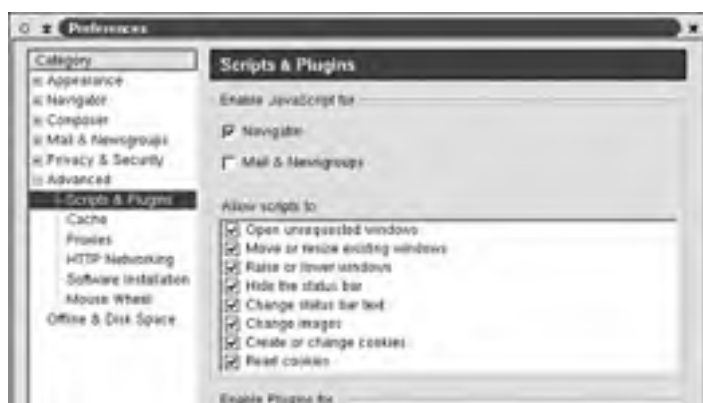 Preferences
Category
Appearance
Navigator
Composer
Mail & Newsgroups
Privacy & Security
Advanced
Scripts & Plugins
Cache
Proxies
HTTP Networking
Software Installation
Mouse Wheel
Offline & Disk Space
Scripts & Plugins
Enable JavaScript for
Navigator
Mail & Newsgroups
Allow scripts to
Open unrequested windows
Move or resize existing windows
Raise or lower windows
Hide the status bar
Change status bar text
Change images
Create or change cookies
Read cookies
Enable Plugins for